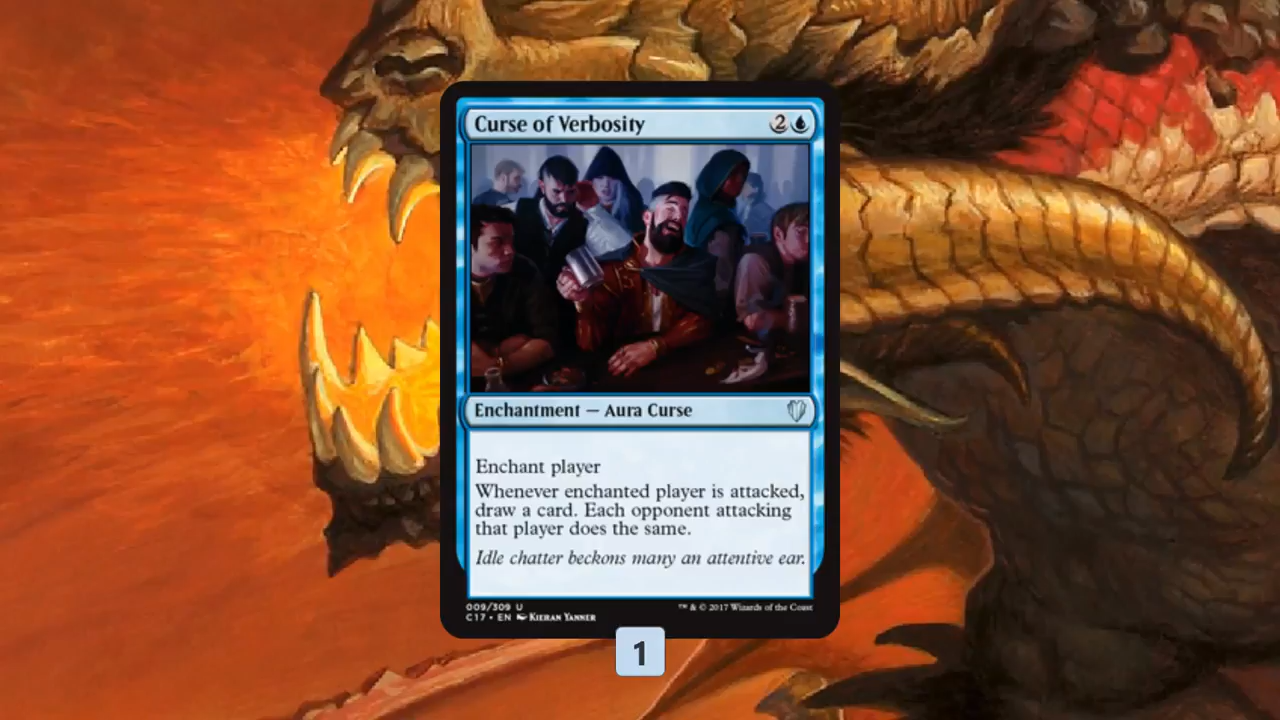 Curse of Verbosity 2
Enchantment — Aura Curse
Enchant player
Whenever enchanted player is attacked,
draw a card. Each opponent attacking
that player does the same.
Idle chatter beckons many an attentive ear.
009/309 U
C17 • EN Kieran Yanner
™ & © 2017 Wizards of the Coast
1